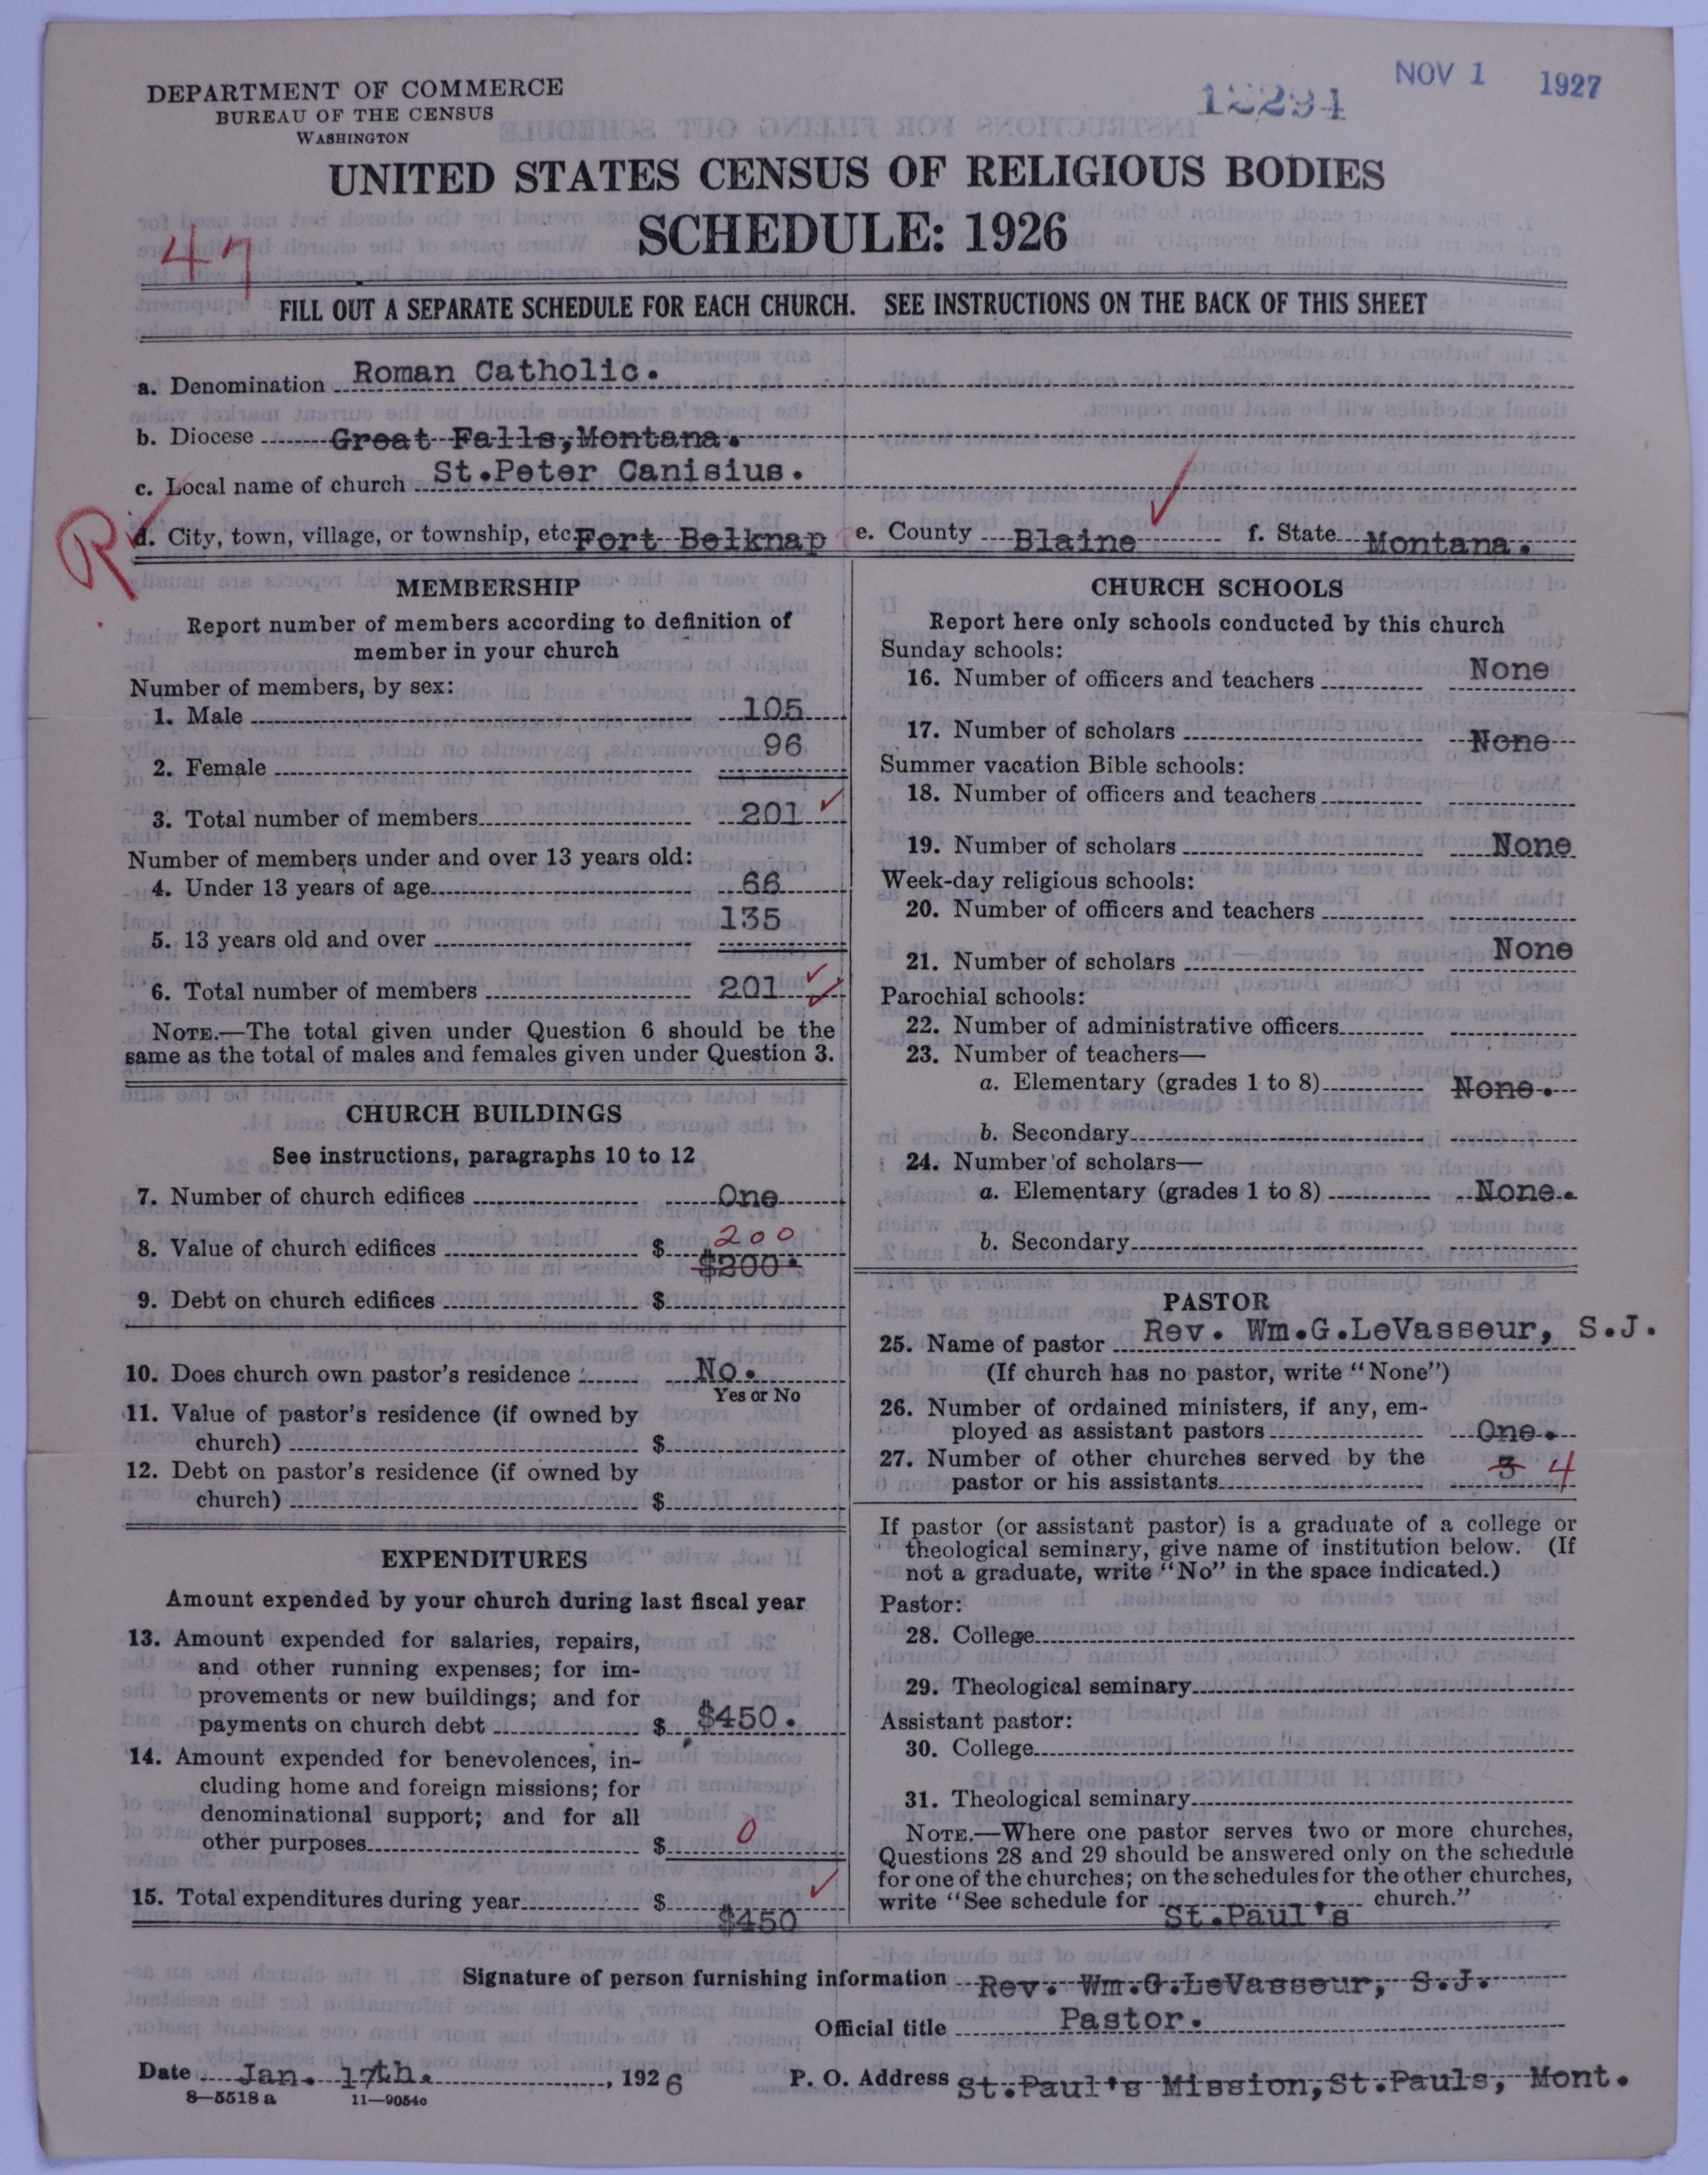 DEPARTMENT OF COMMERCE
BUREAU OF THE CENSUS
WASHINGTON
12294
NOV 1 1927
UNITED STATES CENSUS OF RELIGIOUS BODIES
SCHEDULE: 1926
47
FILL OUT A SEPARATE SCHEDULE FOR EACH CHURCH. SEE INSTRUCTIONS ON THE BACK OF THIS SHEET
a. Denomination Roman Catholic.
b. Diocese Great Falls,Montana.
c. Local name of church St.Peter Canisius.
R
d. City, town, village, or township, etc Fort Belknap e. County Blaine f. State Montana.
MEMBERSHIP
Report number of members according to definition of
member in your church
Number of members, by sex:
1. Male 105
2. Female 96
3. Total number of members 201
Number of members under and over 13 years old:
4. Under 13 years of age 66
5. 13 years old and over 135
6. Total number of members 201
NOTE.—The total given under Question 6 should be the
same as the total of males and females given under Question 3.
CHURCH BUILDINGS
See instructions, paragraphs 10 to 12
7. Number of church edifices One
8. Value of church edifices $ 200
$200.
9. Debt on church edifices $
10. Does church own pastor's residence No.
Yes or No
11. Value of pastor's residence (if owned by
church) $
12. Debt on pastor's residence (if owned by
church) $
EXPENDITURES
Amount expended by your church during last fiscal year
13. Amount expended for salaries, repairs,
and other running expenses; for im-
provements or new buildings; and for
payments on church debt $ $450.
14. Amount expended for benevolences, in-
cluding home and foreign missions; for
denominational support; and for all
other purposes $ 0
15. Total expenditures during year $ $450
CHURCH SCHOOLS
Report here only schools conducted by this church
Sunday schools:
16. Number of officers and teachers None
17. Number of scholars None
Summer vacation Bible schools:
18. Number of officers and teachers
19. Number of scholars None
Week-day religious schools:
20. Number of officers and teachers
21. Number of scholars None
Parochial schools:
22. Number of administrative officers
23. Number of teachers—
a. Elementary (grades 1 to 8) None.
b. Secondary
24. Number of scholars—
a. Elementary (grades 1 to 8) None.
b. Secondary
PASTOR
25. Name of pastor Rev. Wm.G.LeVasseur, S.J.
(If church has no pastor, write "None")
26. Number of ordained ministers, if any, em-
ployed as assistant pastors One.
27. Number of other churches served by the
pastor or his assistants 3 4
If pastor (or assistant pastor) is a graduate of a college or
theological seminary, give name of institution below. (If
not a graduate, write "No" in the space indicated.)
Pastor:
28. College
29. Theological seminary
Assistant pastor:
30. College
31. Theological seminary
NOTE.—Where one pastor serves two or more churches,
Questions 28 and 29 should be answered only on the schedule
for one of the churches; on the schedules for the other churches,
write "See schedule for St.Paul's church."
Signature of person furnishing information Rev. Wm.G.LeVasseur, S.J.
Official title Pastor.
Date Jan. 17th. , 1926 P. O. Address St.Paul's Mission,St.Pauls, Mont.
8—5518 a 11—9054c